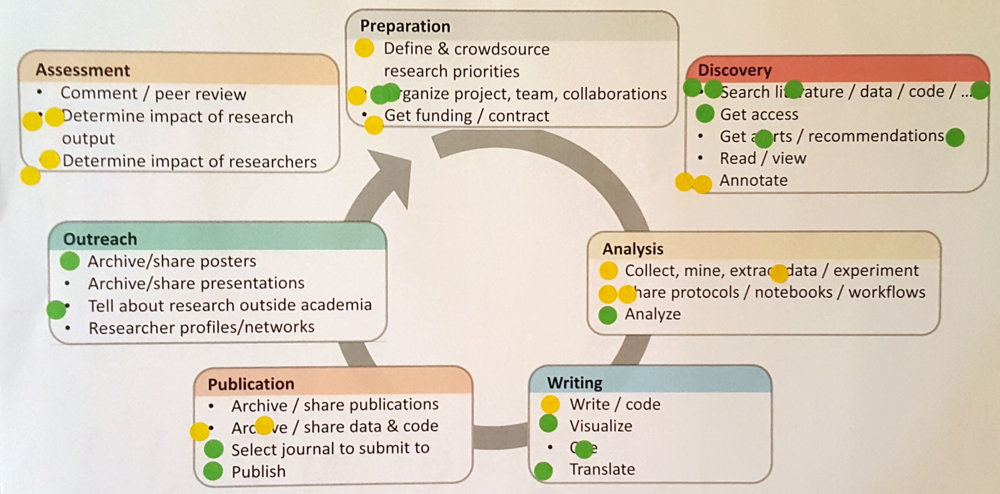 Preparation
Define & crowdsource
research priorities
rganize project, team, collaborations
Get funding / contract
Discovery
Search li ature / data / code / ...
Get access
Get a rts / recommendations
Read / view
Annotate
Analysis
Collect, mine, extrac data / experiment
hare protocols / notebooks / workflows
Analyze
Writing
Write / code
Visualize
C e
Translate
Publication
Archive / share publications
Arc ve / share data & code
Select journal to submit to
Publish
Outreach
Archive/share posters
Archive/share presentations
Tell about research outside academia
Researcher profiles/networks
Assessment
Comment / peer review
Determine impact of research
output
Determine impact of researchers